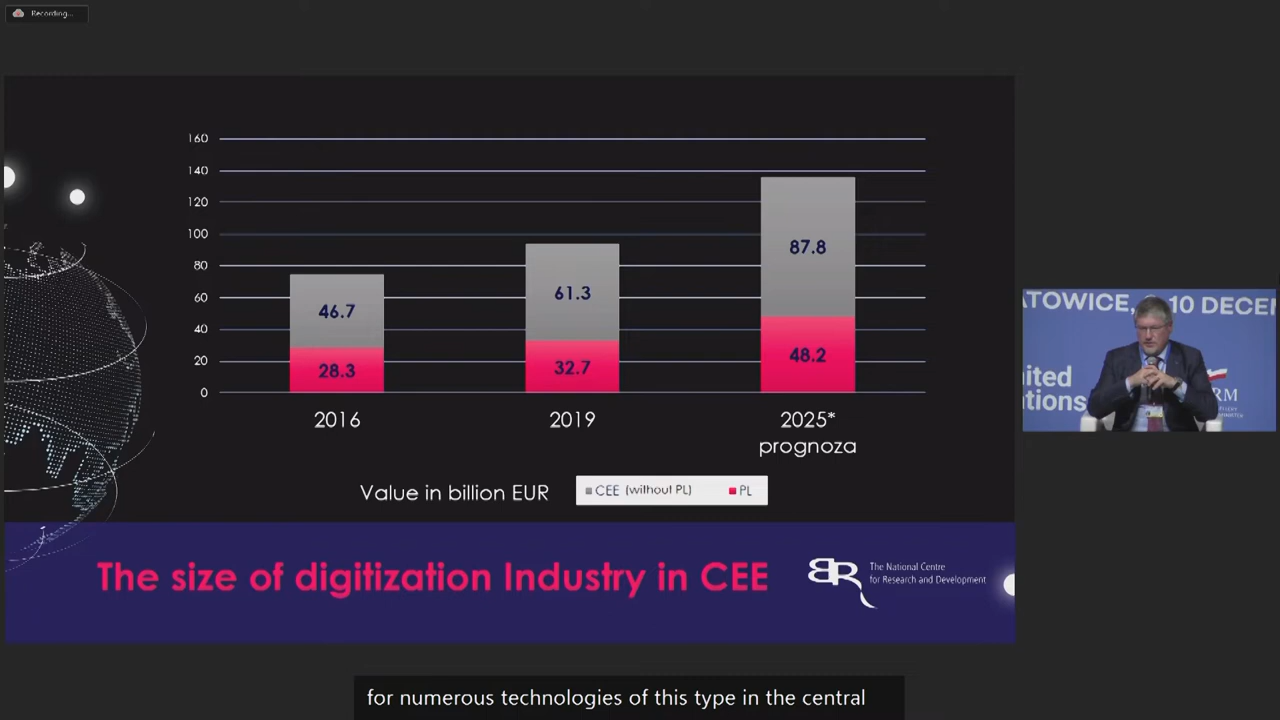 Recording...
160
140
120
100
80
60
40
20
0
46.7
28.3
61.3
32.7
87.8
48.2
2016
2019
2025*
prognoza
Value in billion EUR
CEE (without PL)
PL
The size of digitization Industry in CEE
The National Centre
for Research and Development
ATOWICE,
10 DECEM
nited
tions
RM
for numerous technologies of this type in the central